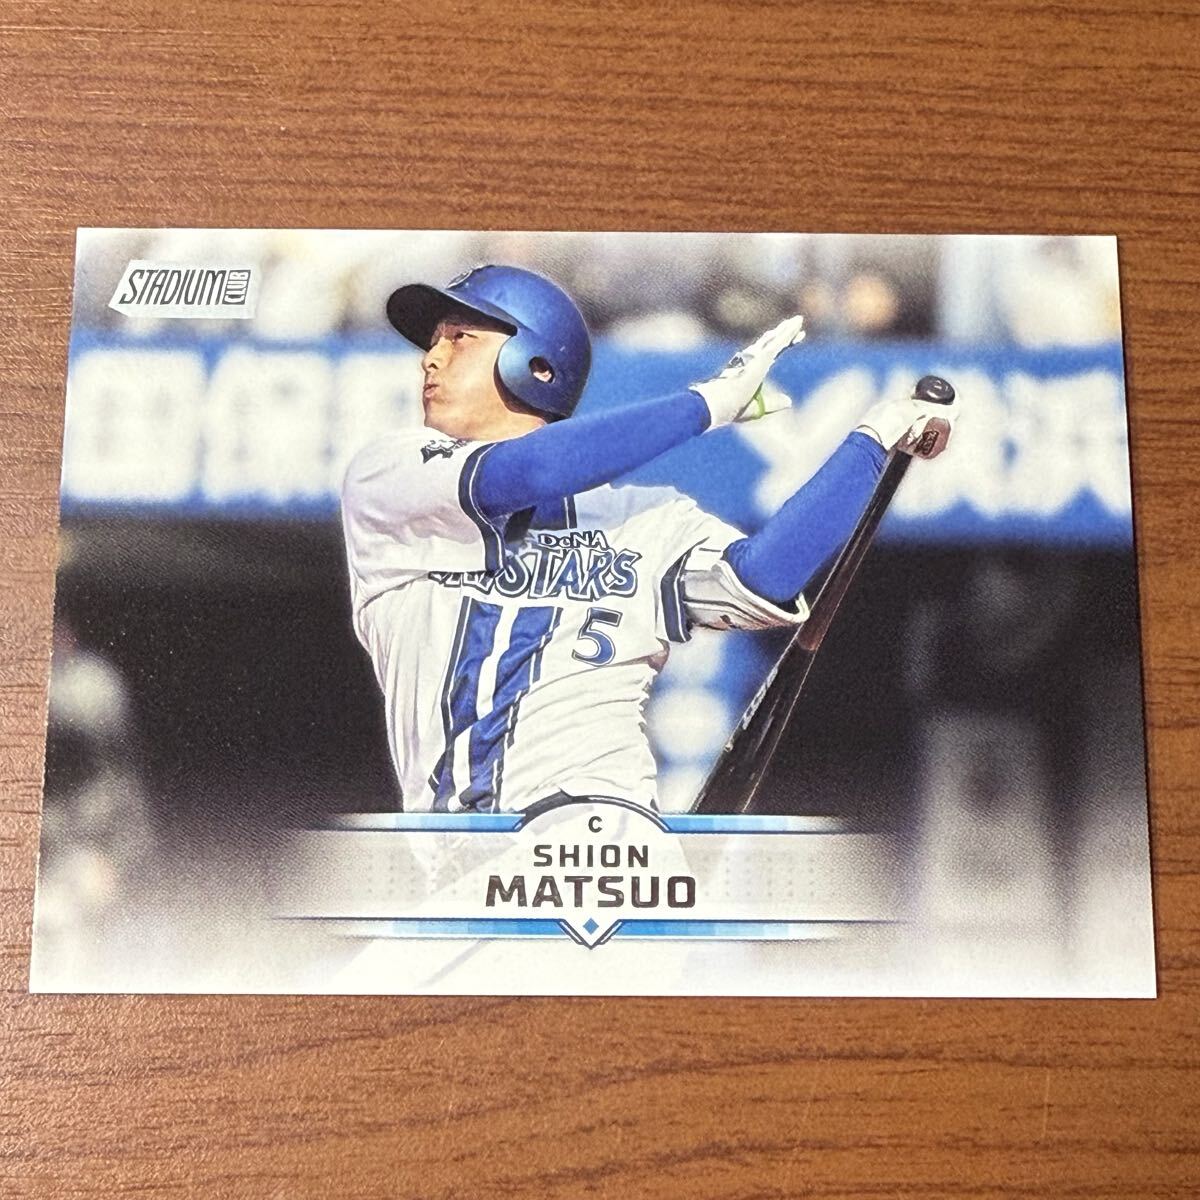 STADIUM CLUB
DeNA
STARS
5
C
SHION
MATSUO